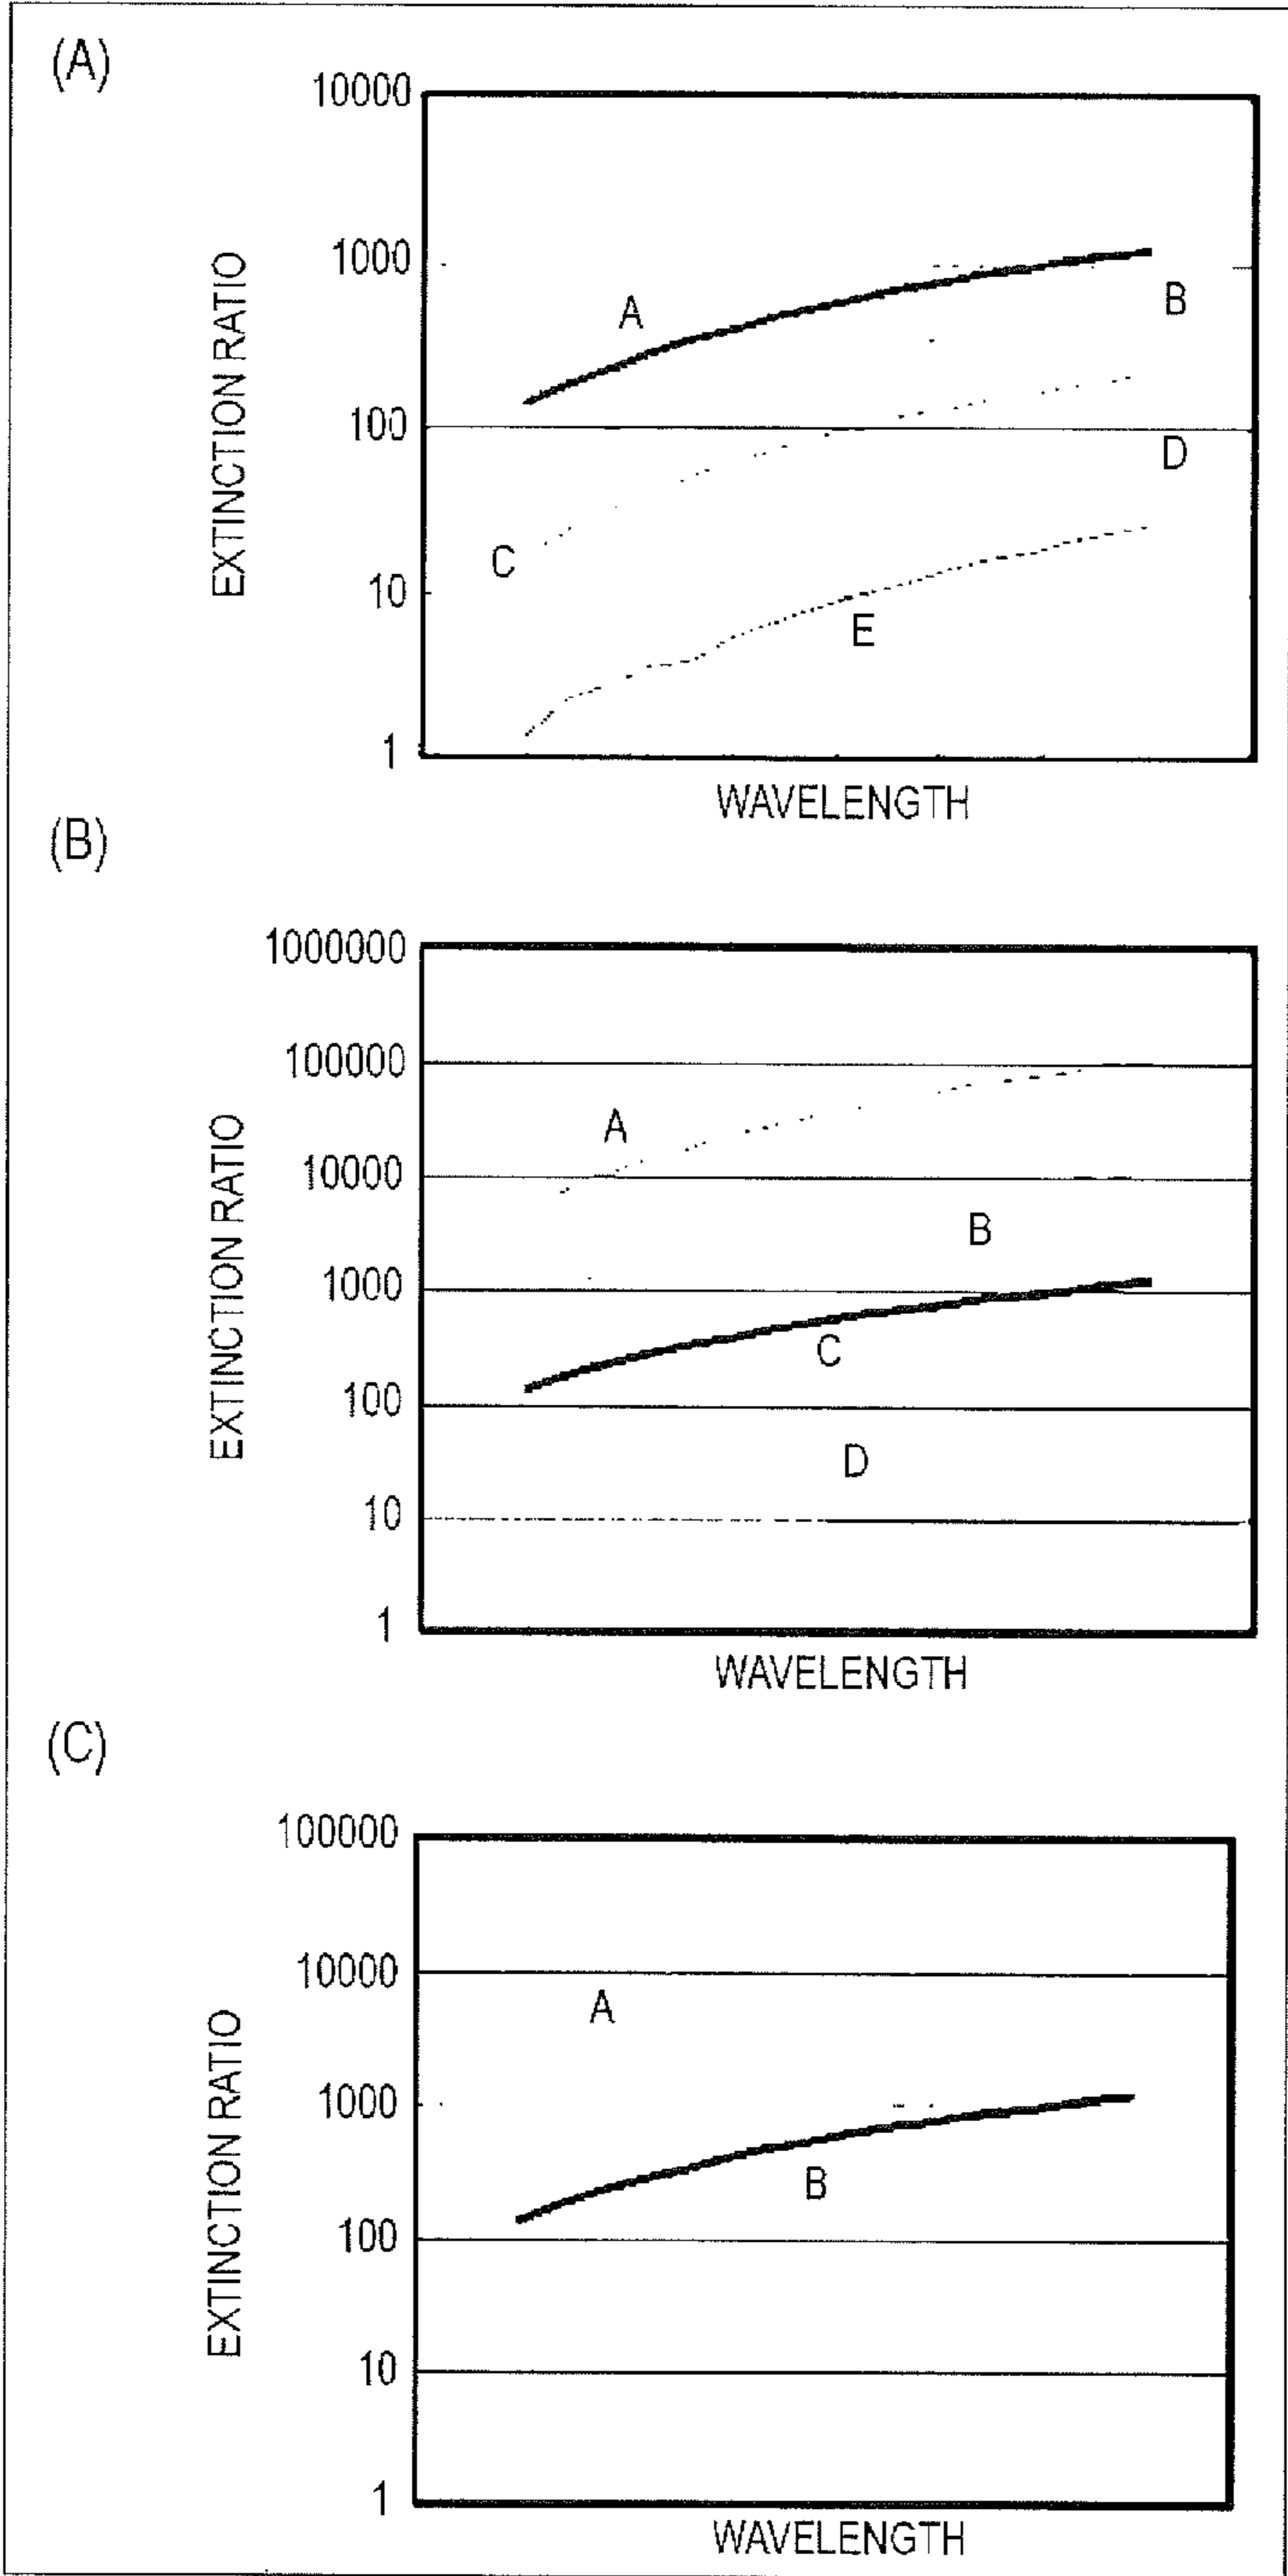 (A)
10000
1000
100
10
1
EXTINCTION RATIO
A
B
C
D
E
WAVELENGTH
(B)
1000000
100000
10000
1000
100
10
1
EXTINCTION RATIO
A
B
C
D
WAVELENGTH
(C)
100000
10000
1000
100
10
1
EXTINCTION RATIO
A
B
WAVELENGTH